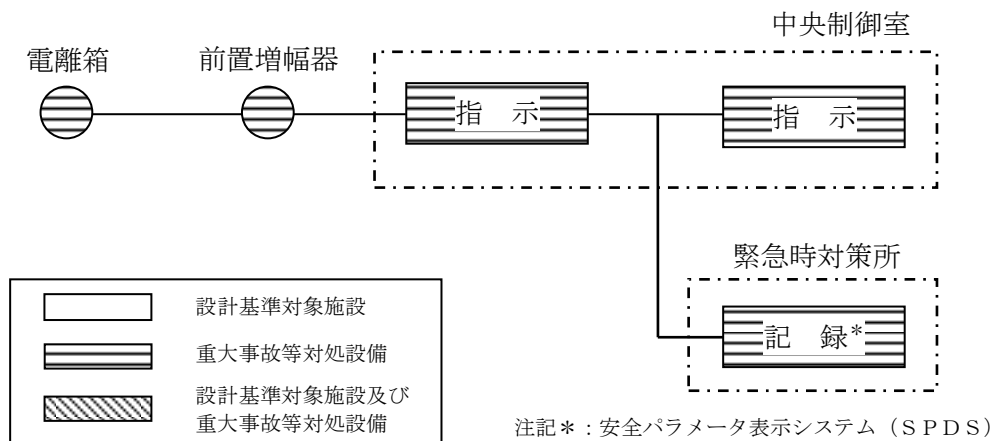 中央制御室
電離箱
前置増幅器
指 示
指 示
緊急時対策所
記 録*
設計基準対象施設
重大事故等対処設備
設計基準対象施設及び
重大事故等対処設備
注記*:安全パラメータ表示システム(SPDS)